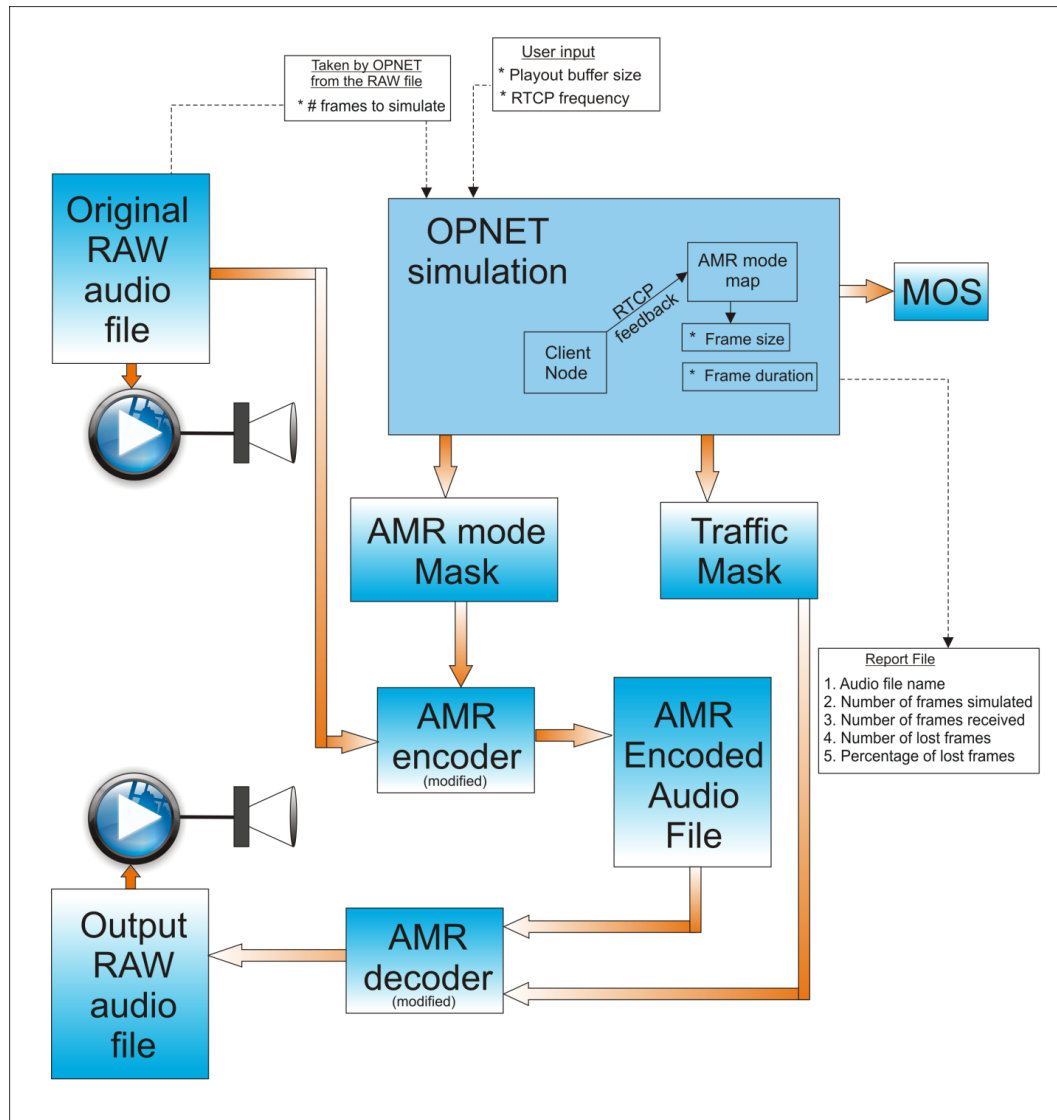 Taken by OPNET
from the RAW file
* # frames to simulate
User input
* Playout buffer size
* RTCP frequency
Original
RAW
audio
file
OPNET
simulation
RTCP
feedback
AMR mode
map
Client
Node
* Frame size
* Frame duration
MOS
AMR mode
Mask
Traffic
Mask
Report File
1. Audio file name
2. Number of frames simulated
3. Number of frames received
4. Number of lost frames
5. Percentage of lost frames
AMR
encoder
(modified)
AMR
Encoded
Audio
File
Output
RAW
audio
file
AMR
decoder
(modified)